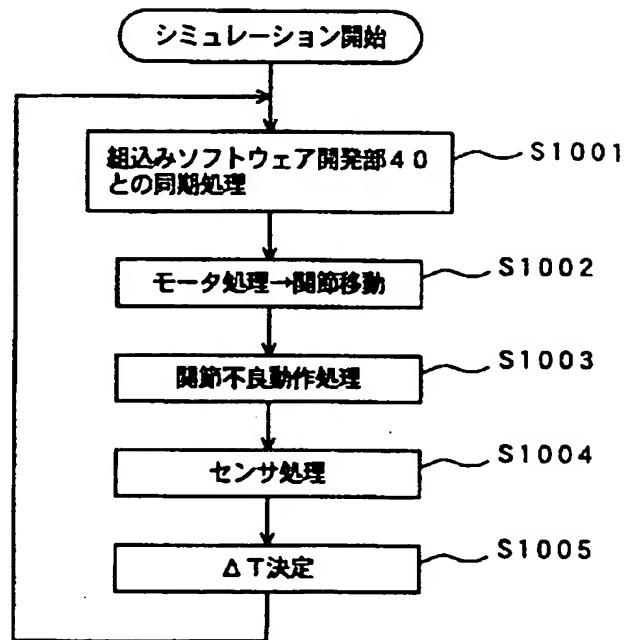 シミュレーション開始
組込みソフトウェア開発部４０
との同期処理
S1001
モータ処理→関節移動
S1002
関節不良動作処理
S1003
センサ処理
S1004
ΔT決定
S1005